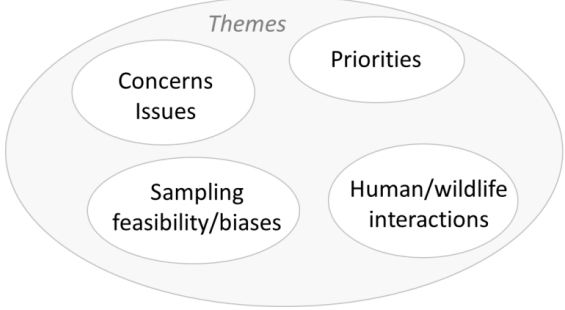 Themes
Concerns
Issues
Priorities
Sampling
feasibility/biases
Human/wildlife
interactions